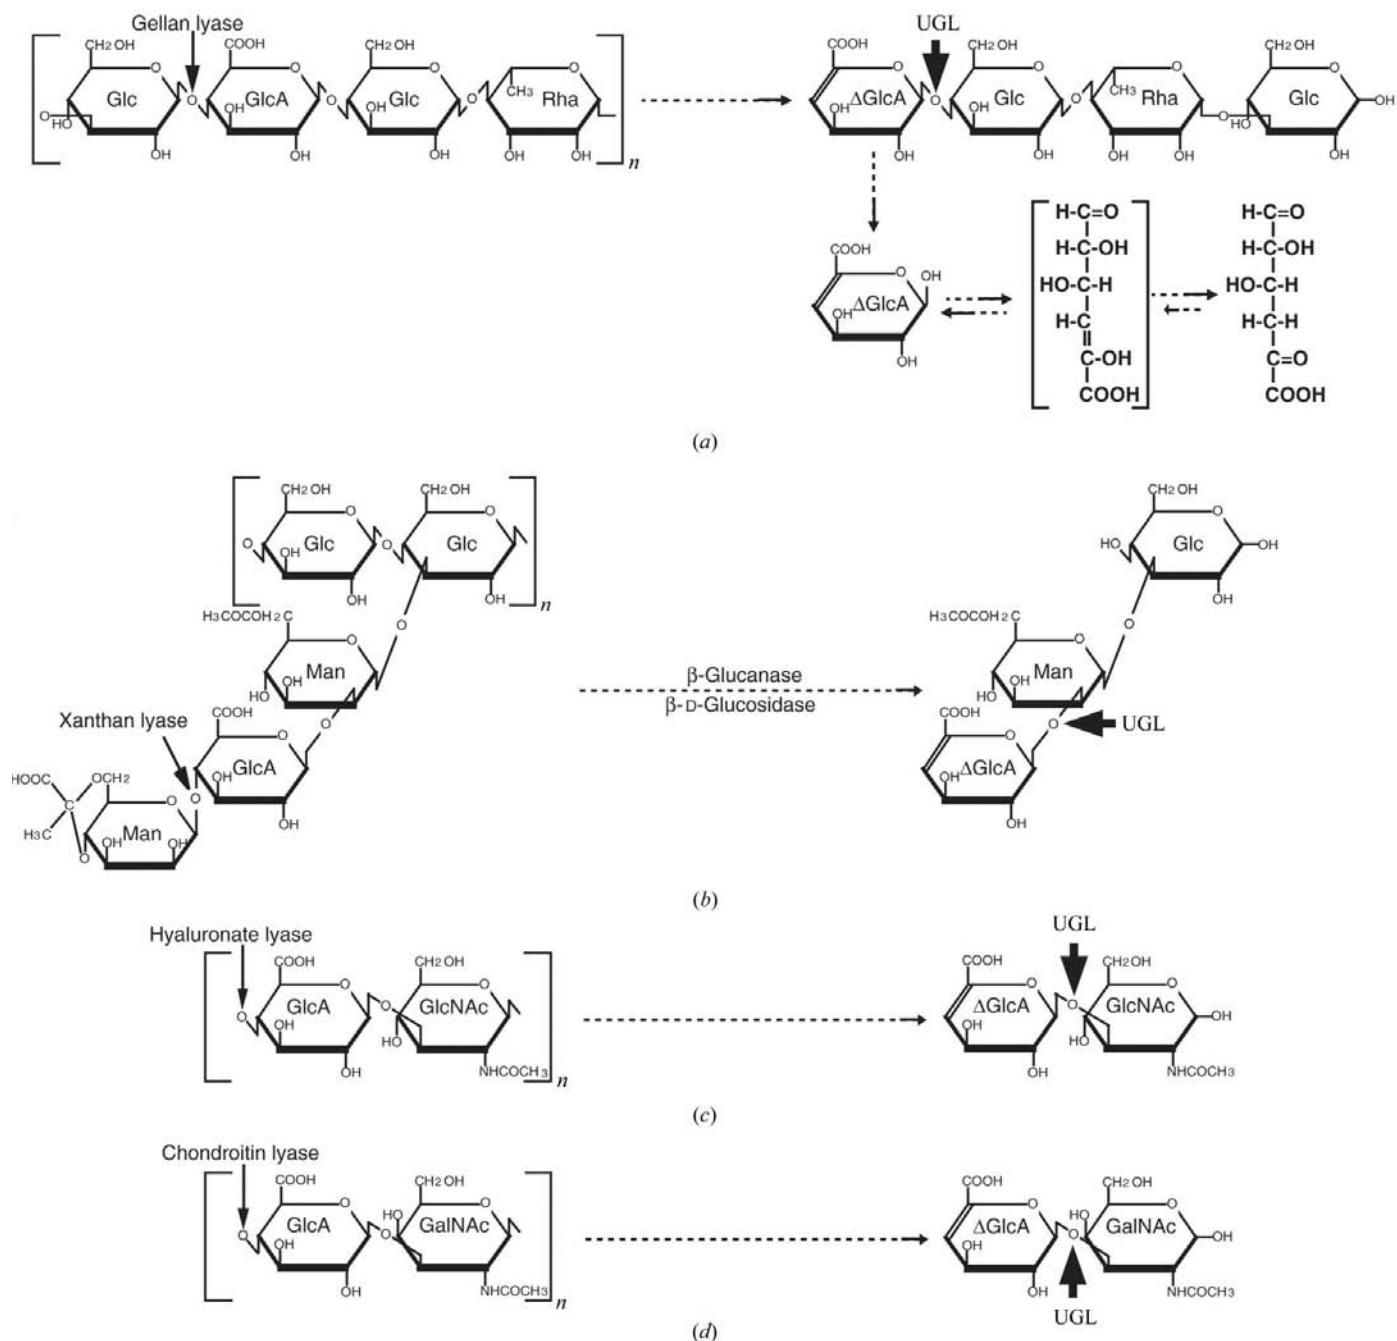 Gellan lyase
UGL
CH2OH COOH CH2OH
COOH CH2OH CH2OH
O O O O
O O O O
Glc GlcA Glc Rha
ΔGlcA Glc Rha Glc
CH3
CH3
O HO O OH O OH O
OH O OH O O HO OH
OH OH OH OH OH n
OH OH OH OH OH
COOH
O OH
ΔGlcA
OH
OH
H-C=O
H-C-OH
HO-C-H
H-C
C-OH
COOH
H-C=O
H-C-OH
HO-C-H
H-C-H
C=O
COOH
(a)
CH2OH CH2OH
O O
Glc Glc
O OH O
OH OH n
H3COCOH2C
O O
Man
HO OH
Xanthan lyase
COOH O
O
GlcA
OH
O
OH
HOOC OCH2
C O
H3C Man
OH OH
O
β-Glucanase
β-D-Glucosidase
CH2OH
O
HO Glc OH
OH
H3COCOH2C
O O
Man
HO OH
COOH O UGL
O
ΔGlcA
OH
OH
(b)
Hyaluronate lyase
UGL
COOH CH2OH
COOH CH2OH
O O
O O
GlcA GlcNAc
ΔGlcA GlcNAc
O OH O HO
OH O HO OH
OH NHCOCH3 n
OH NHCOCH3
(c)
Chondroitin lyase
COOH CH2OH
COOH CH2OH
O O
O O
GlcA HO GalNAc
ΔGlcA HO GalNAc
O OH O
OH O OH
OH NHCOCH3 n
OH NHCOCH3
UGL
(d)